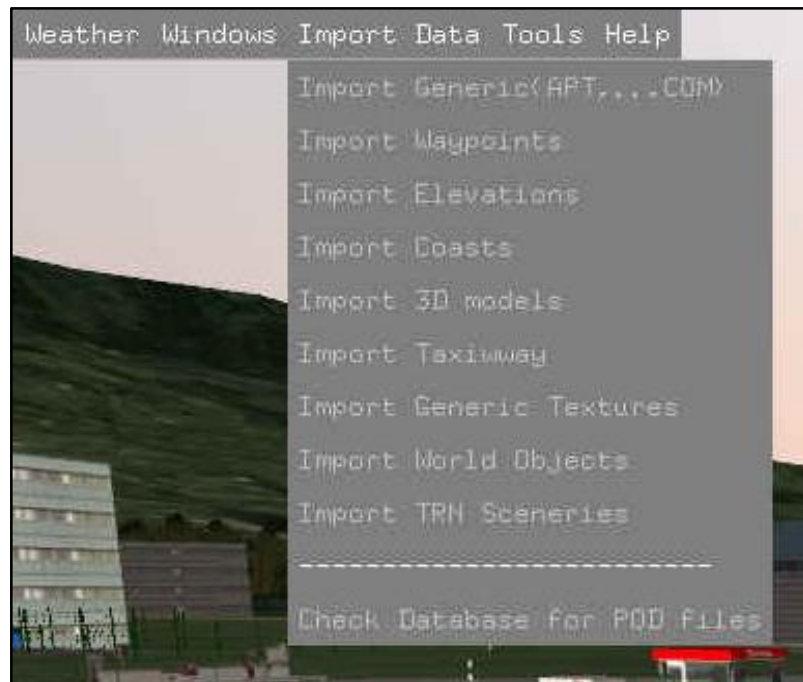 Weather Windows Import Data Tools Help
Import Generic(APT,....COM)
Import Waypoints
Import Elevations
Import Coasts
Import 3D models
Import Taxiwway
Import Generic Textures
Import World Objects
Import TRN Sceneries
----------------------------
Check Database for POD files